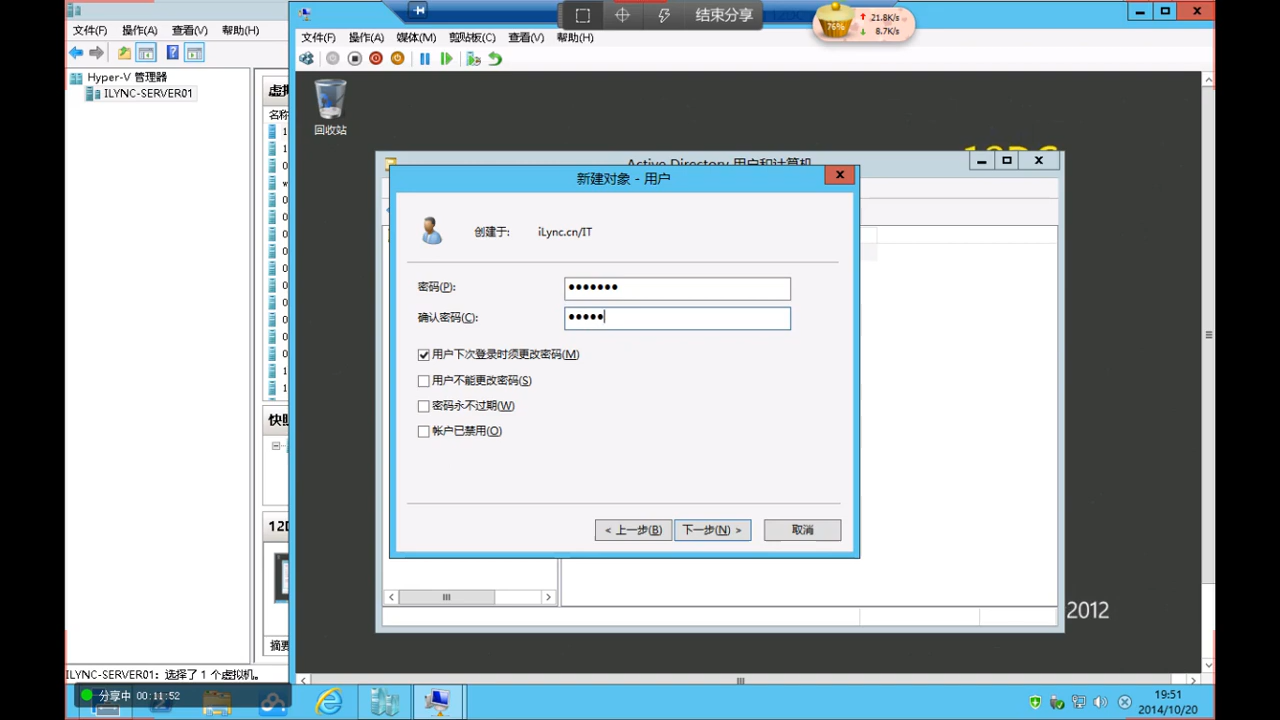 结束分享
76%
21.8K/s
8.7K/s
文件(F) 操作(A) 查看(V) 帮助(H)
文件(F) 操作(A) 媒体(M) 剪贴板(C) 查看(V) 帮助(H)
Hyper-V 管理器
ILYNC-SERVER01
回收站
Active Directory 用户和计算机
新建对象 - 用户
创建于: iLync.cn/IT
密码(P): •••••••
确认密码(C): •••••
用户下次登录时须更改密码(M)
用户不能更改密码(S)
密码永不过期(W)
帐户已禁用(O)
< 上一步(B) 下一步(N) > 取消
名称
快照
摘要
2012
ILYNC-SERVER01: 选择了 1 个虚拟机。
分享中 00:11:52
19:51
2014/10/20